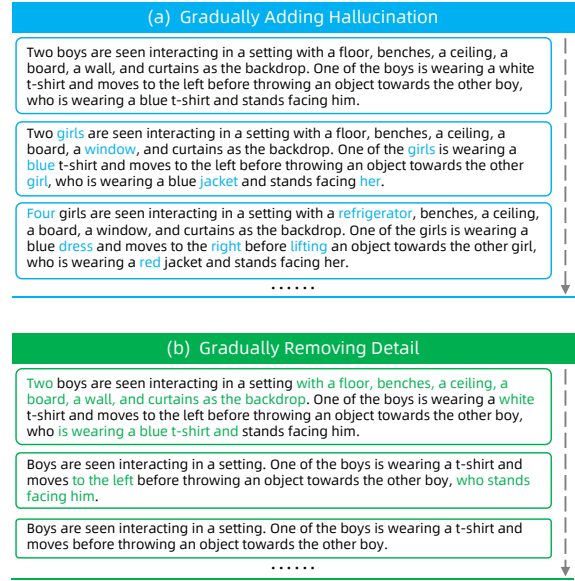 (a) Gradually Adding Hallucination
Two boys are seen interacting in a setting with a floor, benches, a ceiling, a
board, a wall, and curtains as the backdrop. One of the boys is wearing a white
t-shirt and moves to the left before throwing an object towards the other boy,
who is wearing a blue t-shirt and stands facing him.
Two girls are seen interacting in a setting with a floor, benches, a ceiling, a
board, a window, and curtains as the backdrop. One of the girls is wearing a
blue t-shirt and moves to the left before throwing an object towards the other
girl, who is wearing a blue jacket and stands facing her.
Four girls are seen interacting in a setting with a refrigerator, benches, a ceiling,
a board, a window, and curtains as the backdrop. One of the girls is wearing a
blue dress and moves to the right before lifting an object towards the other girl,
who is wearing a red jacket and stands facing her.
......
(b) Gradually Removing Detail
Two boys are seen interacting in a setting with a floor, benches, a ceiling, a
board, a wall, and curtains as the backdrop. One of the boys is wearing a white
t-shirt and moves to the left before throwing an object towards the other boy,
who is wearing a blue t-shirt and stands facing him.
Boys are seen interacting in a setting. One of the boys is wearing a t-shirt and
moves to the left before throwing an object towards the other boy, who stands
facing him.
Boys are seen interacting in a setting. One of the boys is wearing a t-shirt and
moves before throwing an object towards the other boy.
......